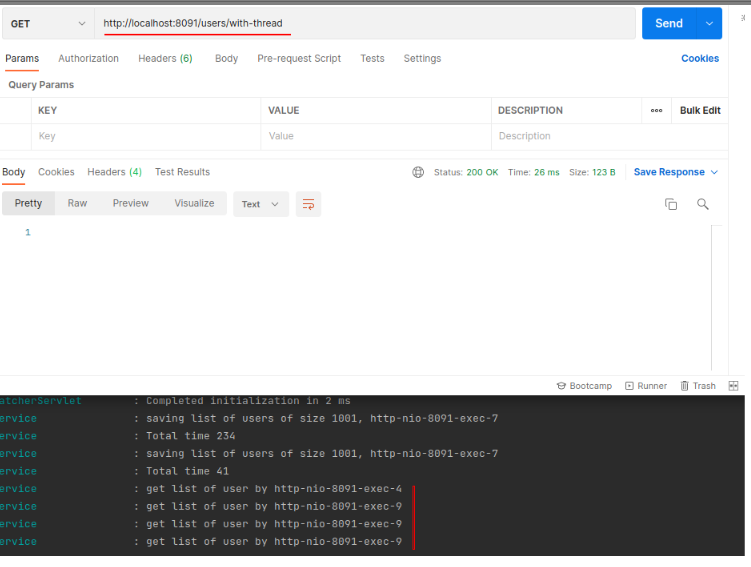 GET http://localhost:8091/users/with-thread Send
Params Authorization Headers (6) Body Pre-request Script Tests Settings Cookies
Query Params
KEY VALUE DESCRIPTION Bulk Edit
Key Value Description
Body Cookies Headers (4) Test Results Status: 200 OK Time: 26 ms Size: 123 B Save Response
Pretty Raw Preview Visualize Text
1
Bootcamp Runner Trash
atcherServlet : Completed initialization in 2 ms
ervice : saving list of users of size 1001, http-nio-8091-exec-7
ervice : Total time 234
ervice : saving list of users of size 1001, http-nio-8091-exec-7
ervice : Total time 41
ervice : get list of user by http-nio-8091-exec-4
ervice : get list of user by http-nio-8091-exec-9
ervice : get list of user by http-nio-8091-exec-9
ervice : get list of user by http-nio-8091-exec-9